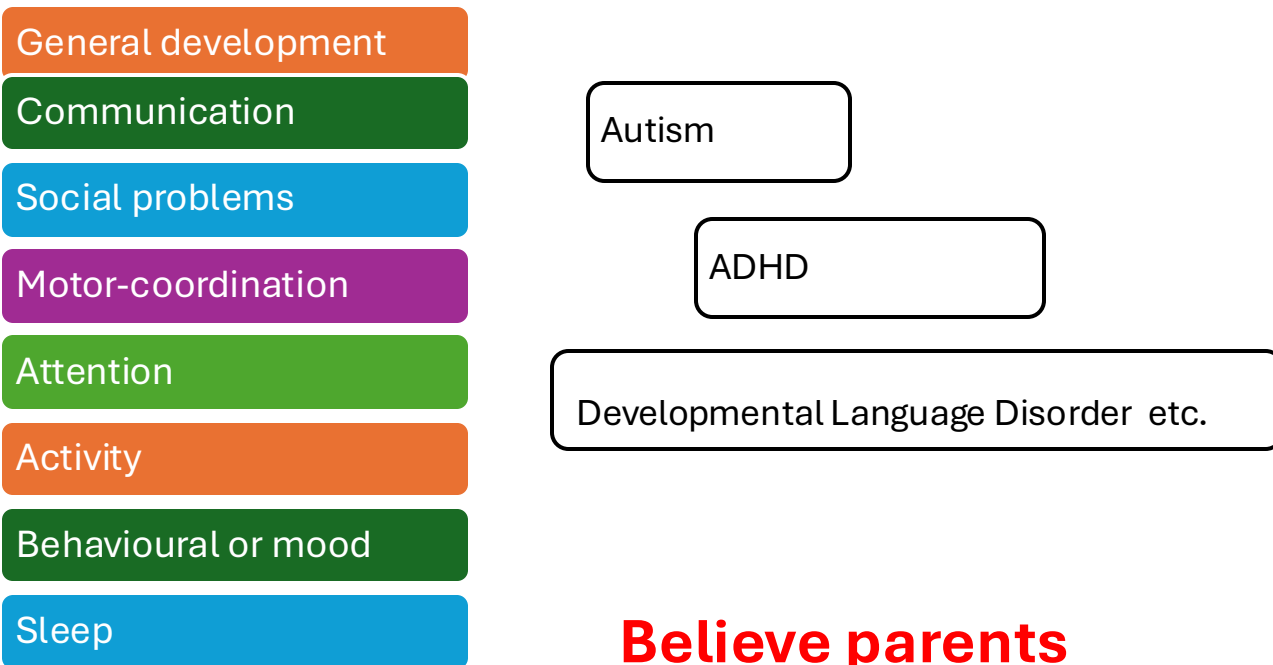 General development
Communication
Social problems
Motor-coordination
Attention
Activity
Behavioural or mood
Sleep
Autism
ADHD
Developmental Language Disorder etc.
Believe parents